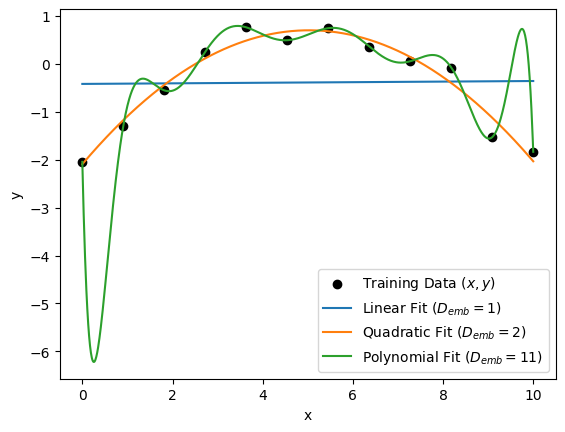 1
0
−1
−2
−3
−4
−5
−6
y
0
2
4
6
8
10
x
Training Data (x, y)
Linear Fit (D_emb = 1)
Quadratic Fit (D_emb = 2)
Polynomial Fit (D_emb = 11)